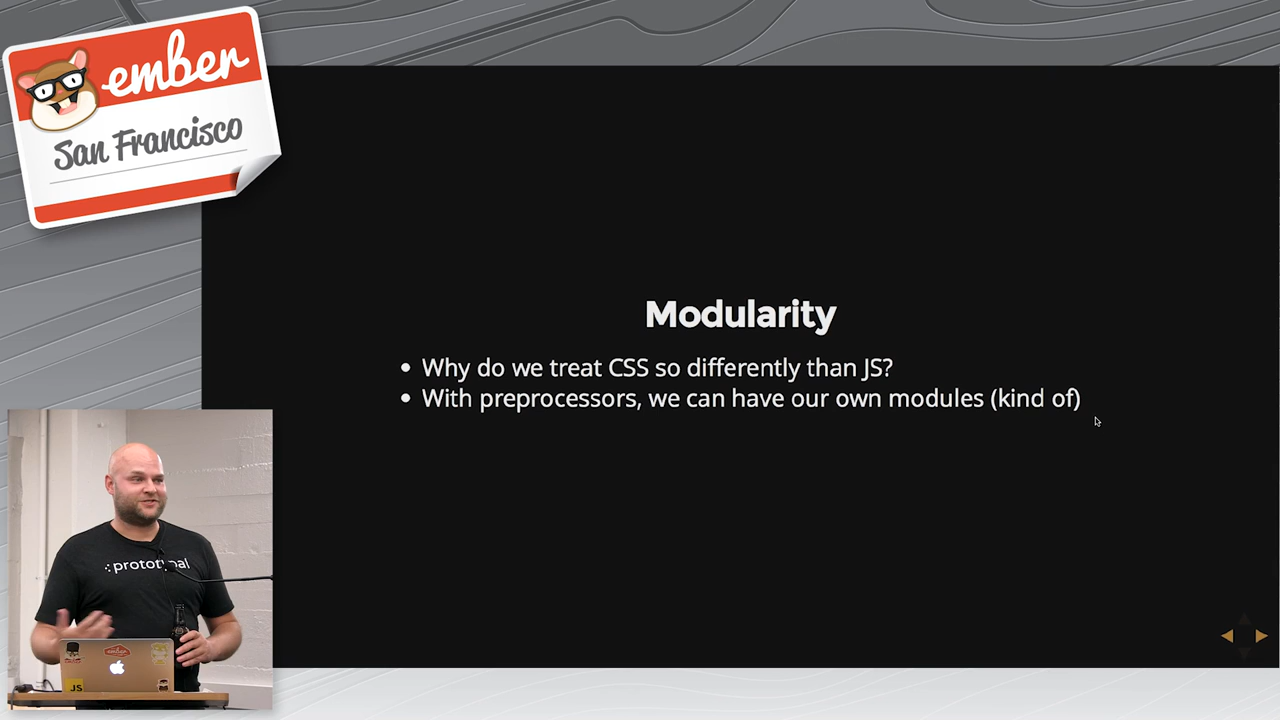 ember
San Francisco
Modularity
Why do we treat CSS so differently than JS?
With preprocessors, we can have our own modules (kind of)
prototypal
JS